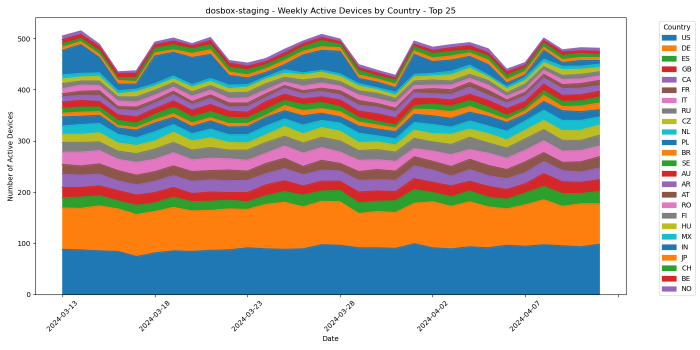 dosbox-staging - Weekly Active Devices by Country - Top 25
Number of Active Devices
500
400
300
200
100
0
2024-03-13
2024-03-18
2024-03-23
2024-03-28
2024-04-02
2024-04-07
Date
Country
US
DE
ES
GB
CA
FR
IT
RU
CZ
NL
PL
BR
SE
AU
AR
AT
RO
FI
HU
MX
IN
JP
CH
BE
NO